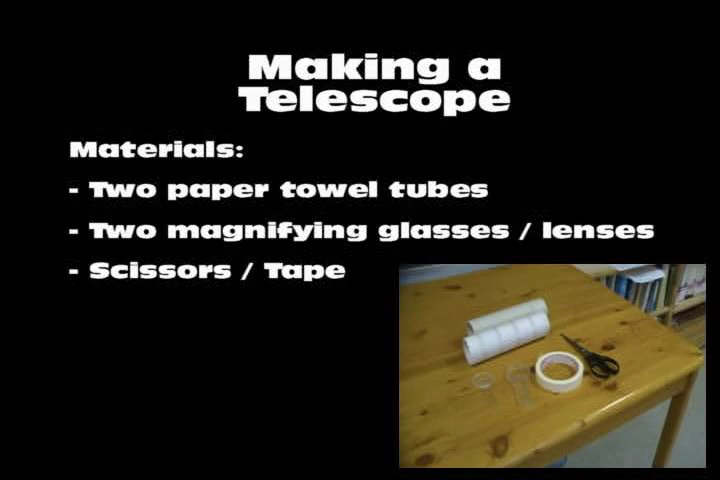 Making a
Telescope
Materials:
- Two paper towel tubes
- Two magnifying glasses / lenses
- Scissors / Tape